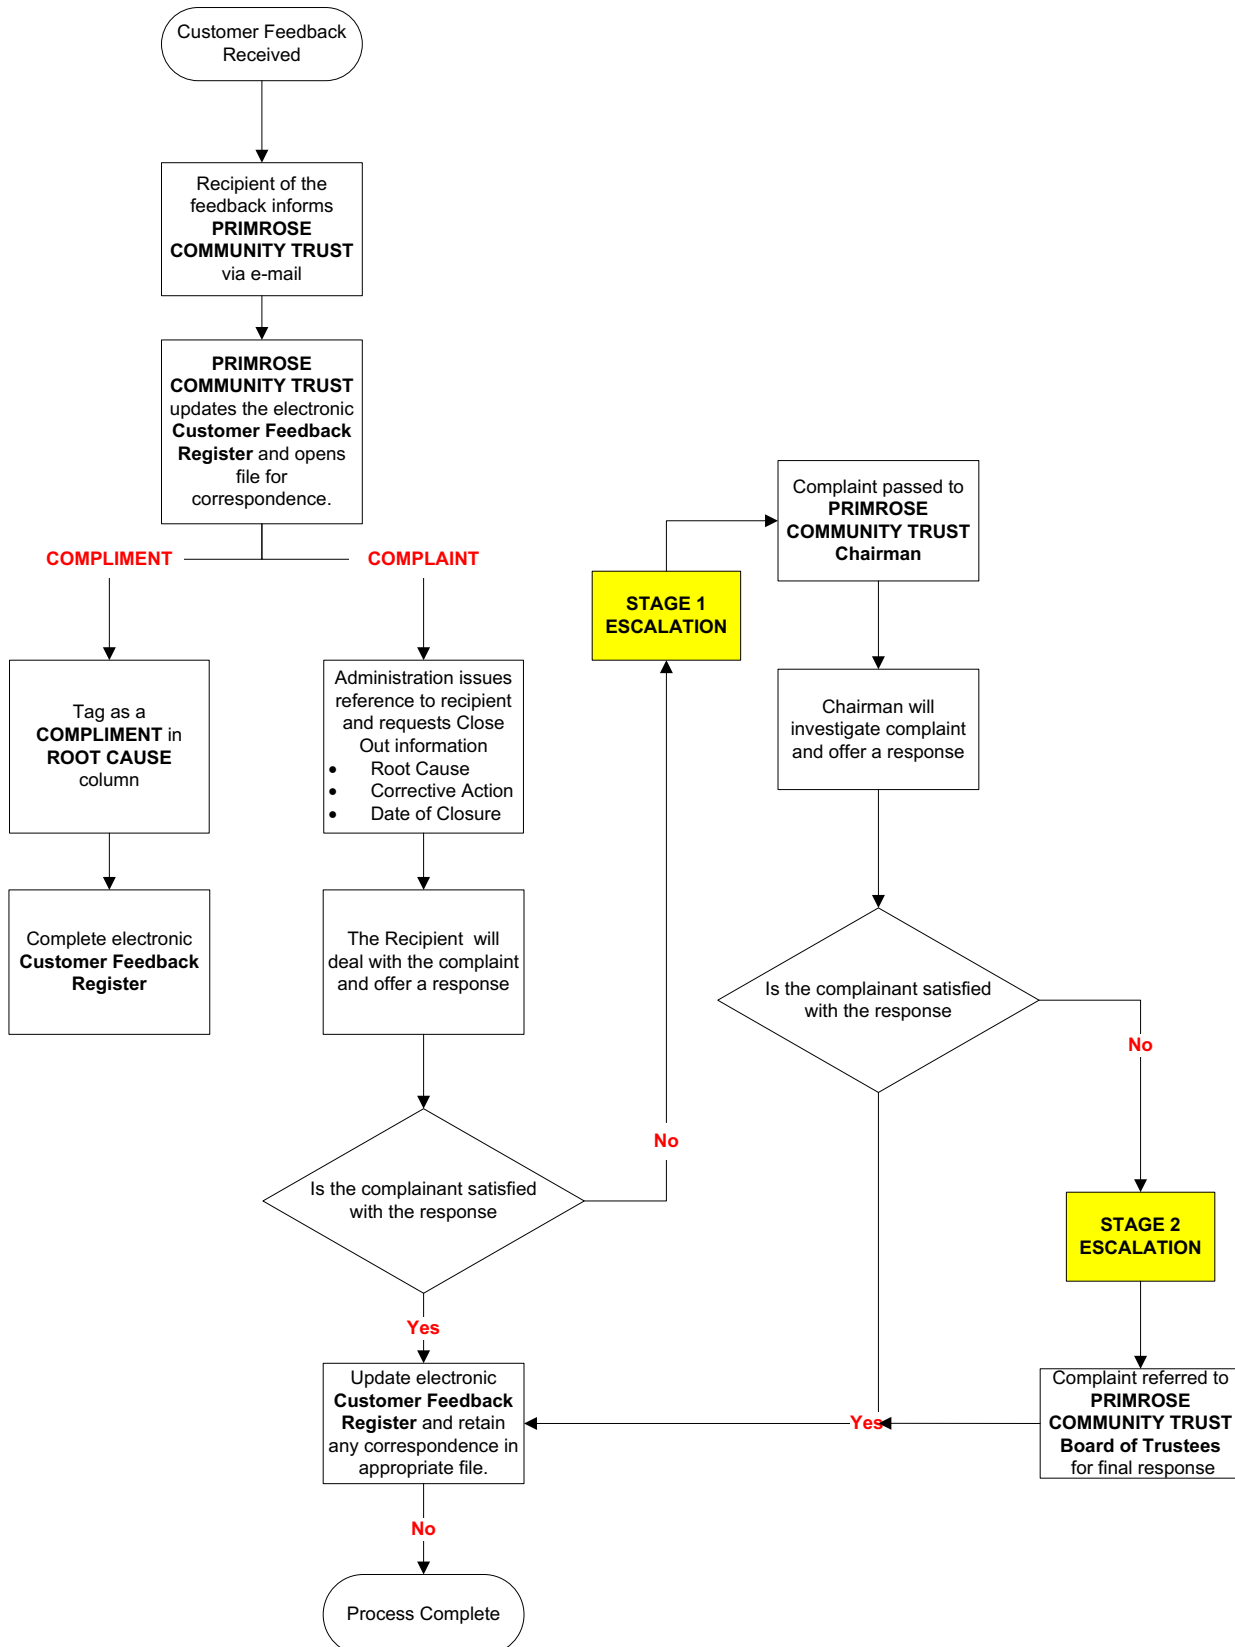 Customer Feedback
Received
Recipient of the
feedback informs
PRIMROSE
COMMUNITY TRUST
via e-mail
PRIMROSE
COMMUNITY TRUST
updates the electronic
Customer Feedback
Register and opens
file for
correspondence.
COMPLIMENT
COMPLAINT
Tag as a
COMPLIMENT in
ROOT CAUSE
column
Complete electronic
Customer Feedback
Register
Administration issues
reference to recipient
and requests Close
Out information
• Root Cause
• Corrective Action
• Date of Closure
The Recipient will
deal with the complaint
and offer a response
Is the complainant satisfied
with the response
No
STAGE 1
ESCALATION
Complaint passed to
PRIMROSE
COMMUNITY TRUST
Chairman
Chairman will
investigate complaint
and offer a response
Is the complainant satisfied
with the response
No
STAGE 2
ESCALATION
Complaint referred to
PRIMROSE
COMMUNITY TRUST
Board of Trustees
for final response
Yes
Yes
Update electronic
Customer Feedback
Register and retain
any correspondence in
appropriate file.
No
Process Complete